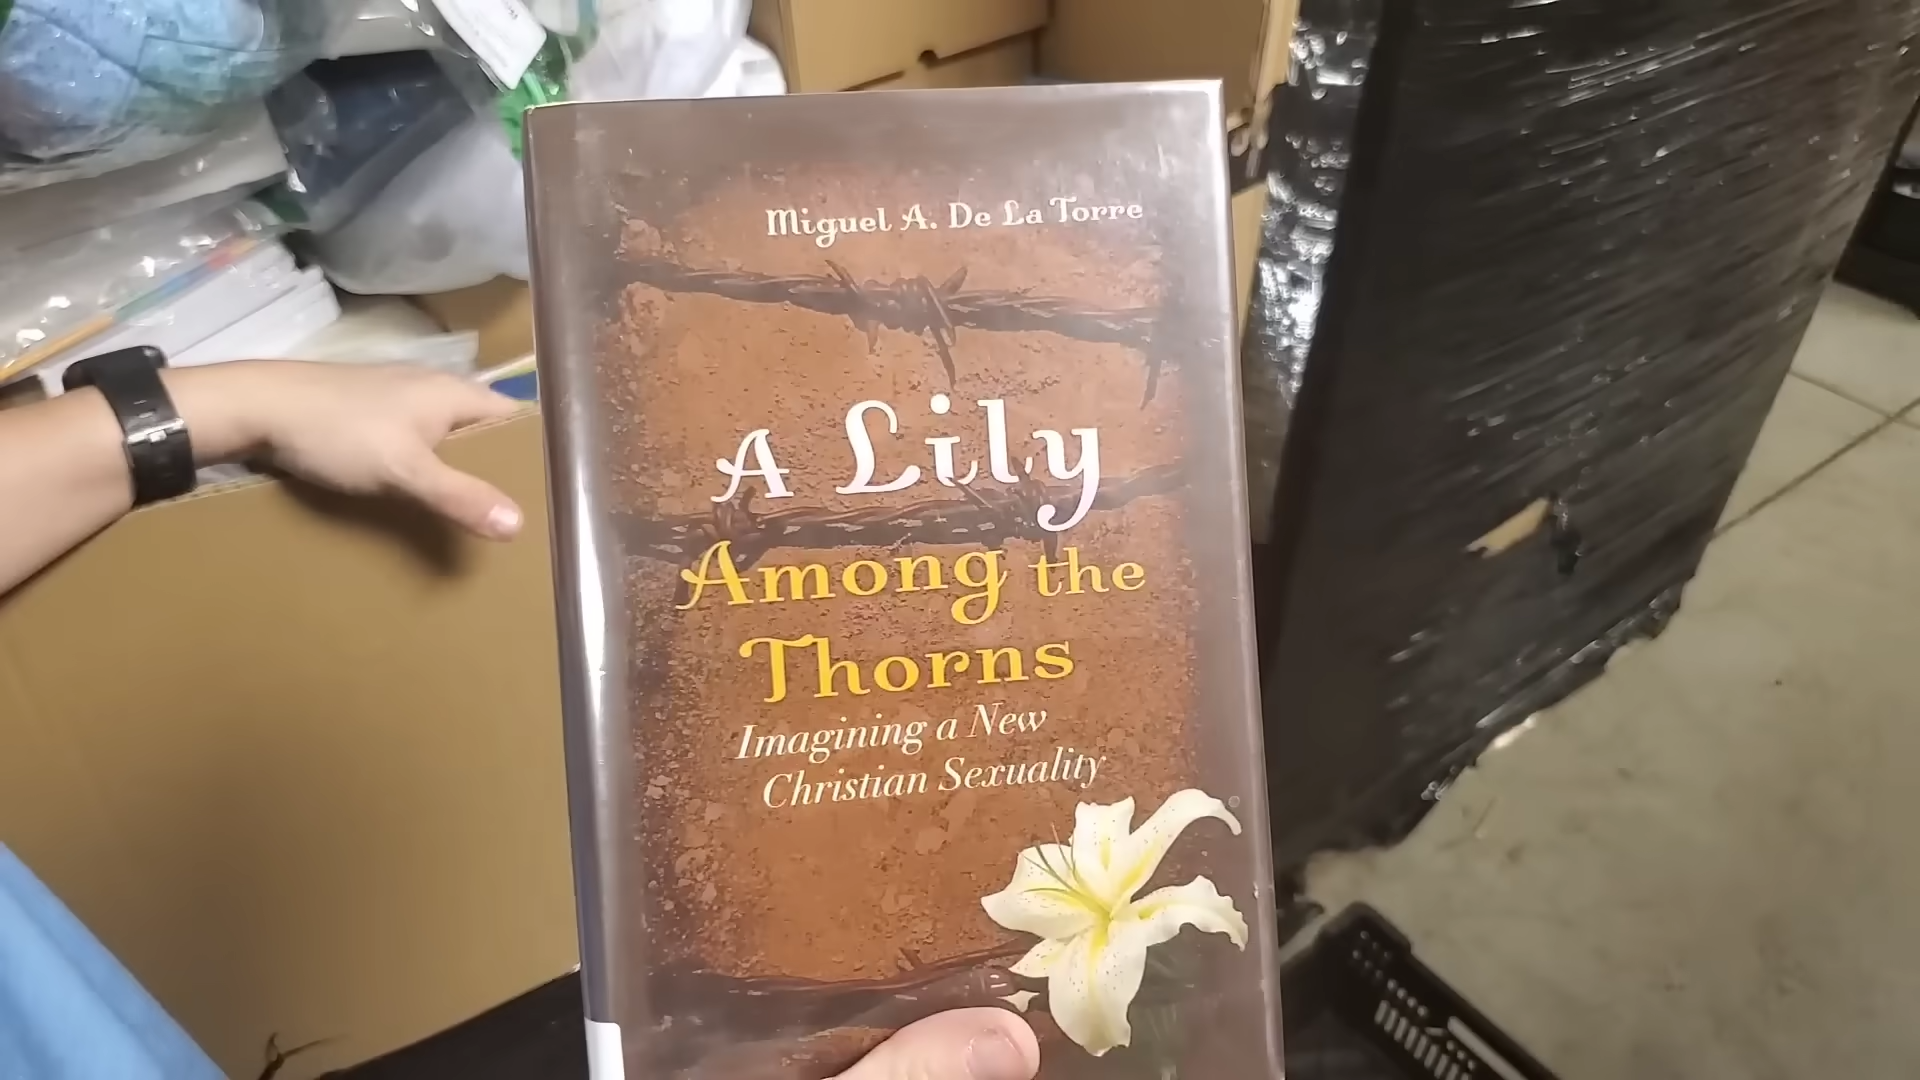 Miguel A. De La Torre
A Lily
Among the
Thorns
Imagining a New
Christian Sexuality